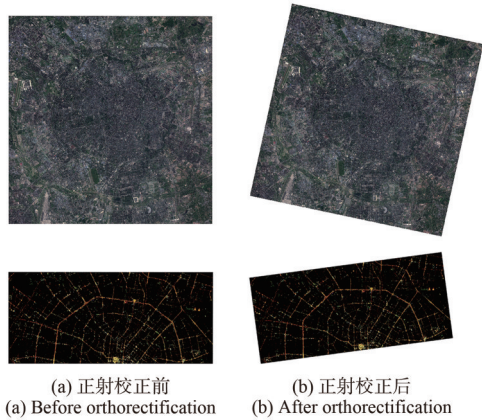 (a) 正射校正前
(a) Before orthorectification
(b) 正射校正后
(b) After orthorectification